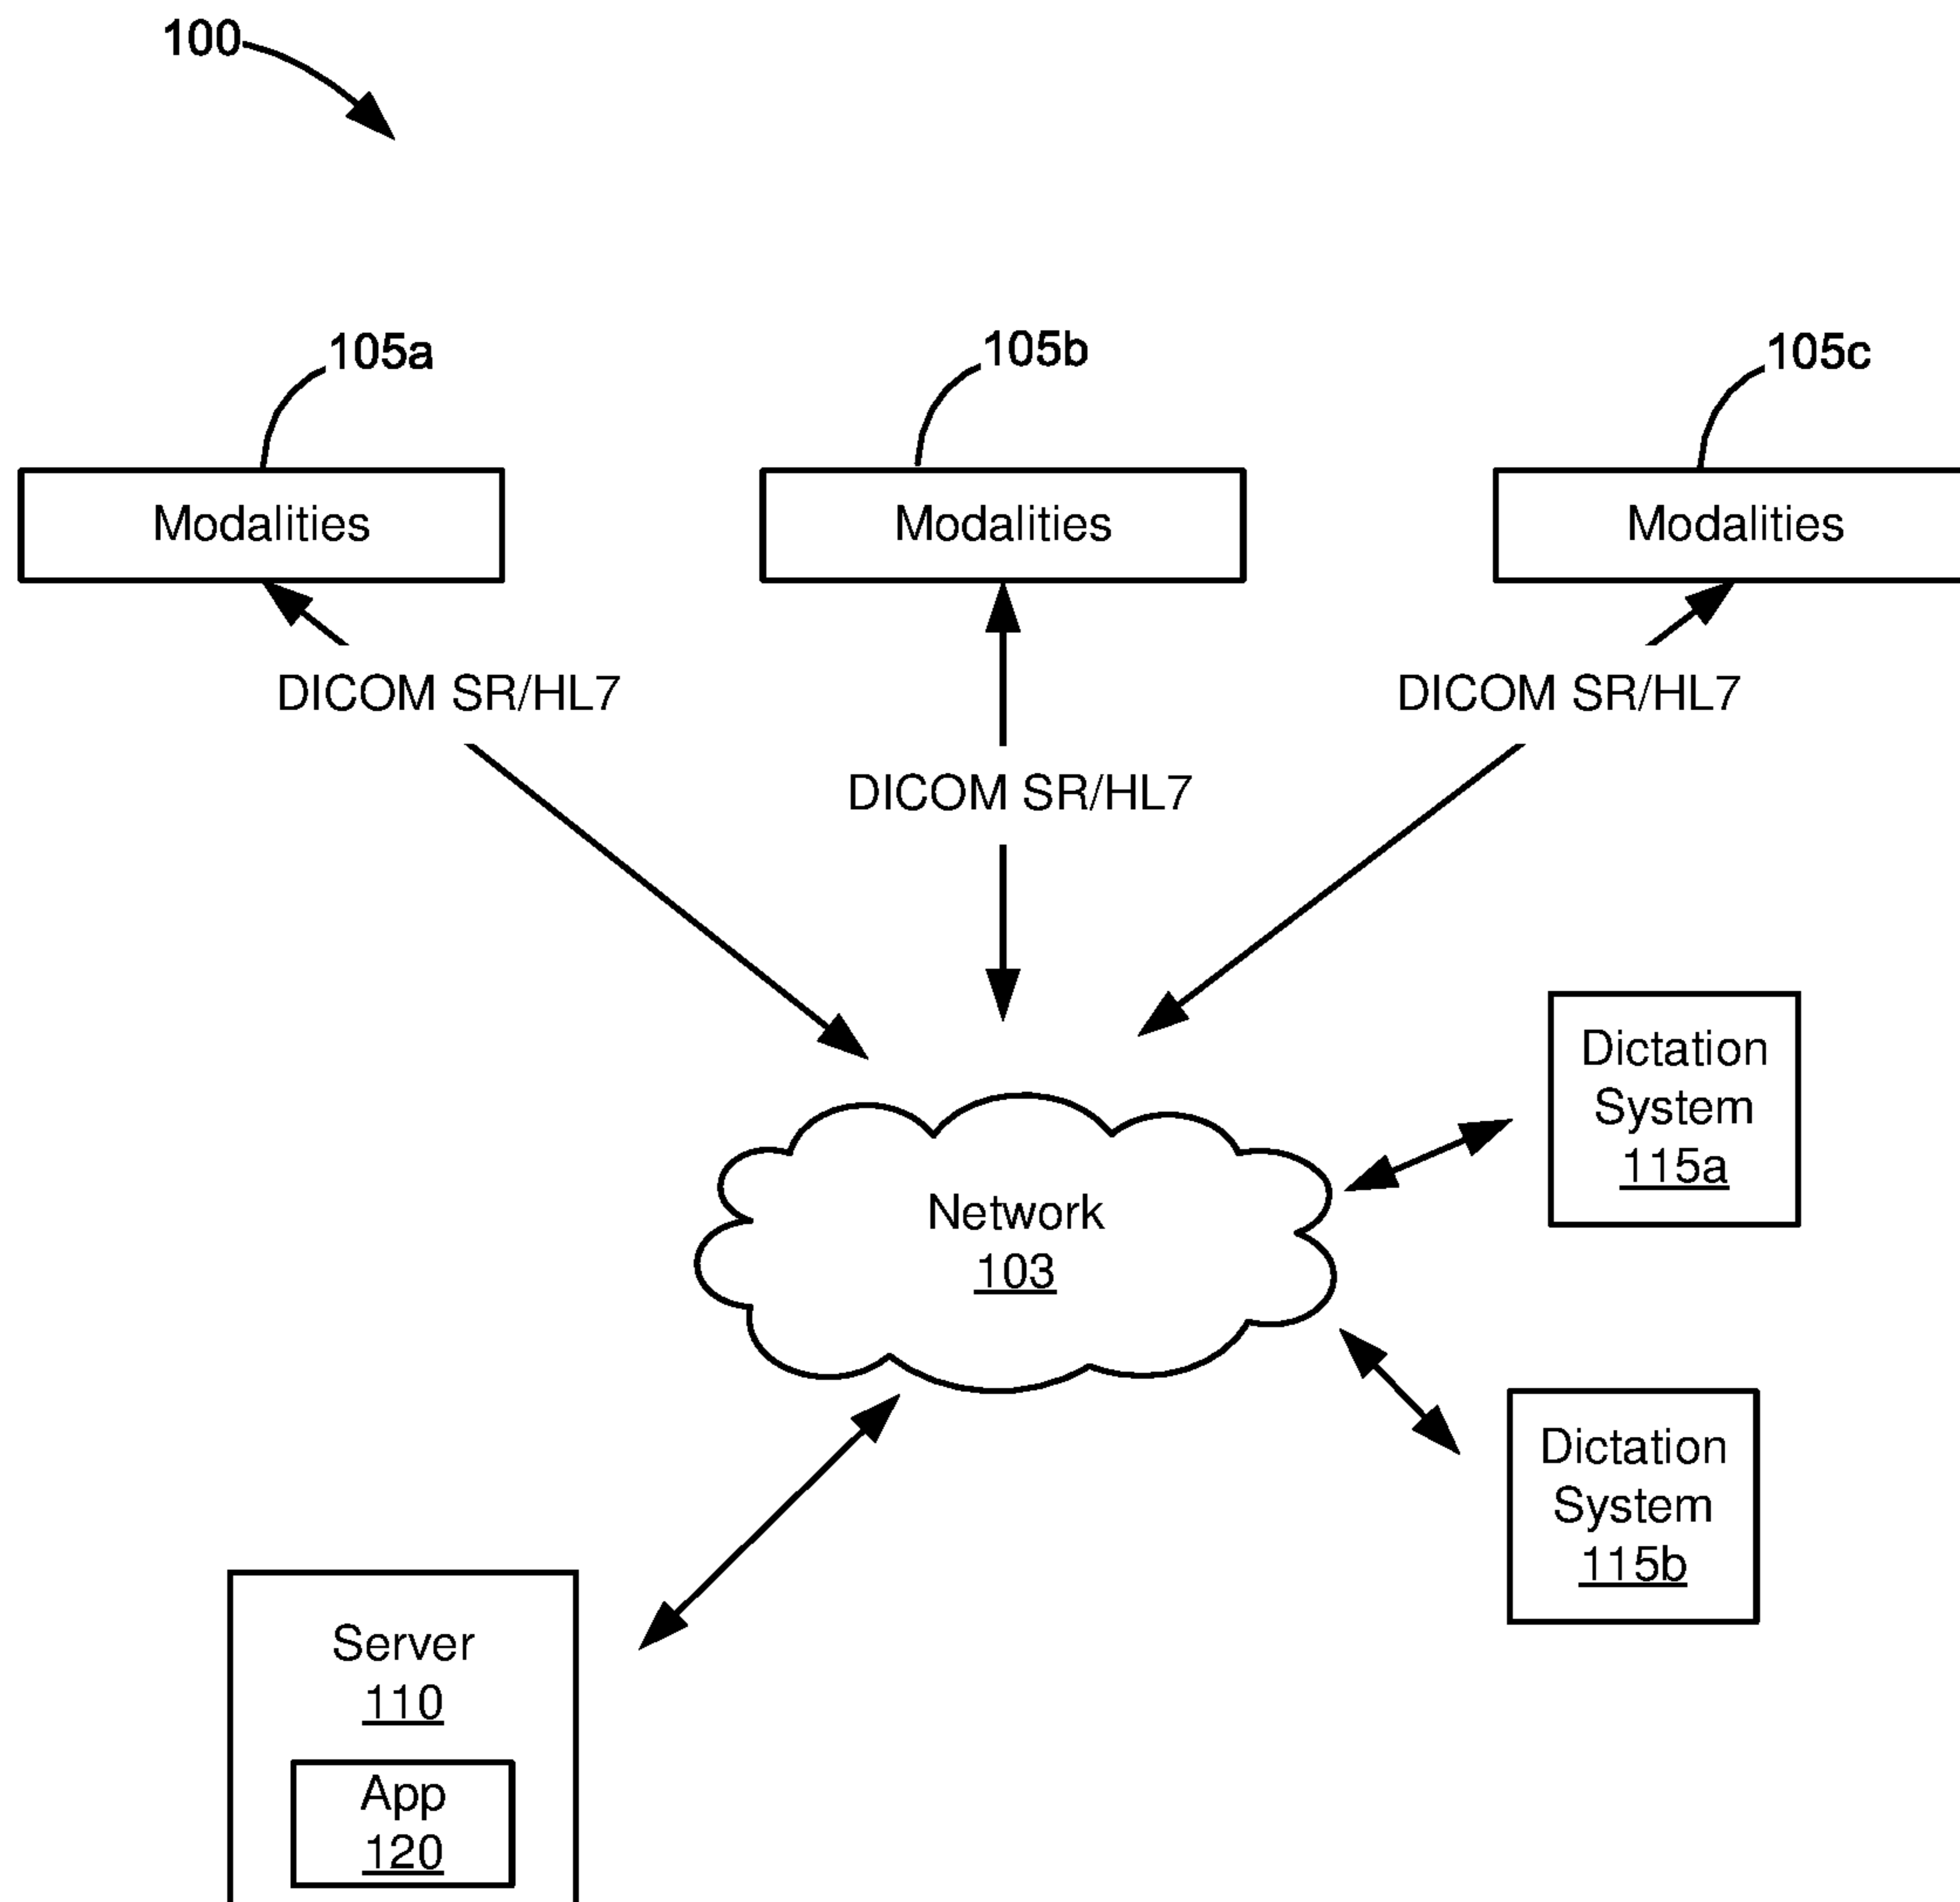 100
105a
105b
105c
Modalities
Modalities
Modalities
DICOM SR/HL7
DICOM SR/HL7
DICOM SR/HL7
Dictation
System
115a
Network
103
Dictation
System
115b
Server
110
App
120